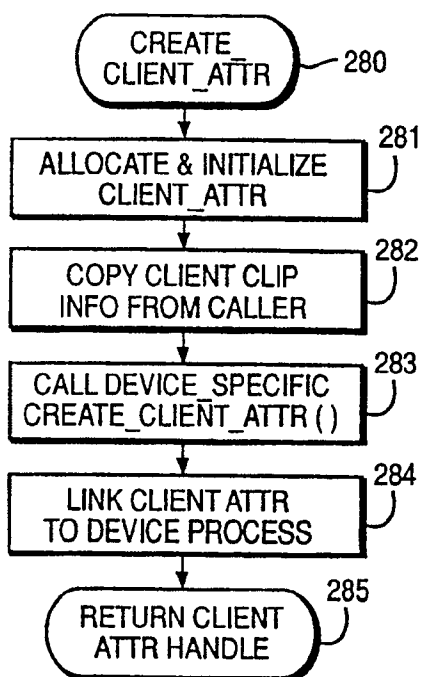 CREATE_
CLIENT_ATTR
280
281
ALLOCATE & INITIALIZE
CLIENT_ATTR
282
COPY CLIENT CLIP
INFO FROM CALLER
283
CALL DEVICE_SPECIFIC
CREATE_CLIENT_ATTR ( )
284
LINK CLIENT ATTR
TO DEVICE PROCESS
285
RETURN CLIENT
ATTR HANDLE